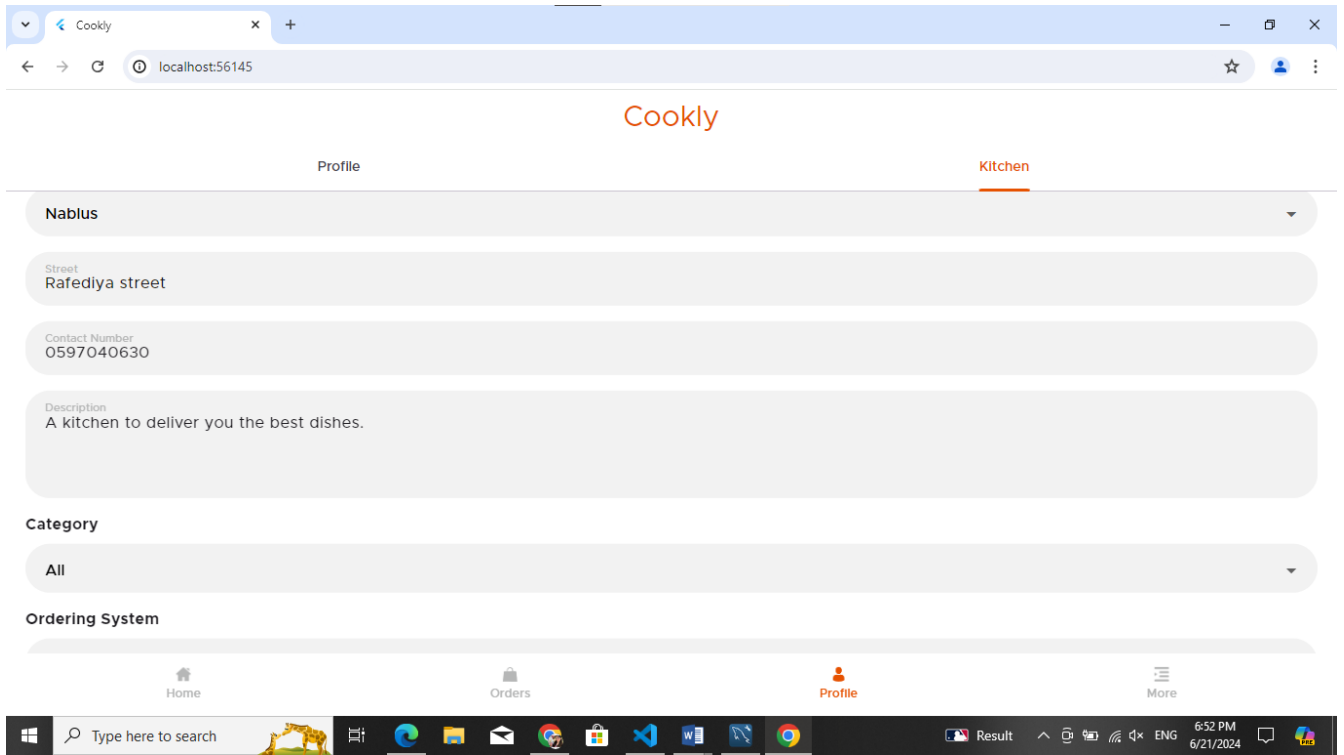 Cookly
localhost:56145
Cookly
Profile
Kitchen
Nablus
Street
Rafediya street
Contact Number
0597040630
Description
A kitchen to deliver you the best dishes.
Category
All
Ordering System
Home
Orders
Profile
More
Type here to search
Result
ENG
6:52 PM
6/21/2024
PRE